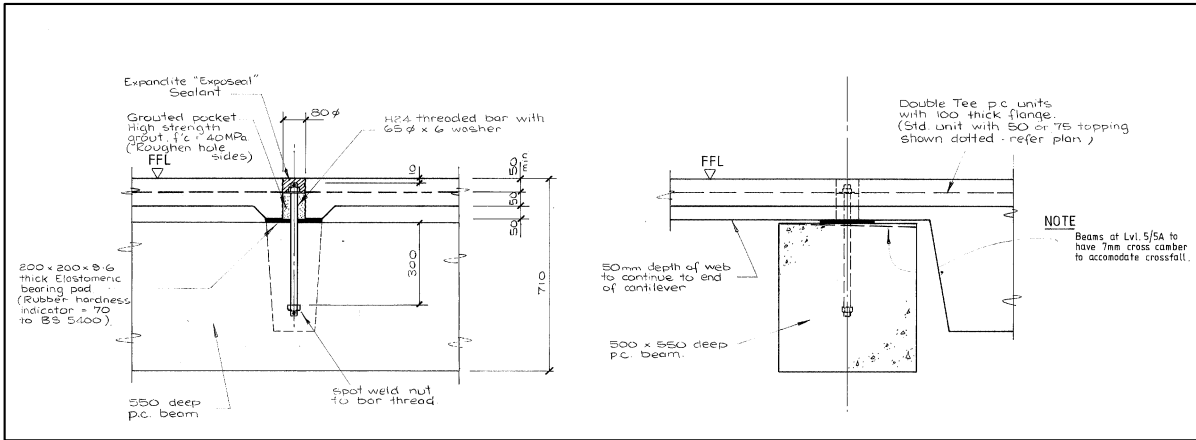 Expandite "Exposeal"
Sealant
80 ø
Grouted pocket
High strength
grout, f'c = 40MPa
(Roughen hole
sides)
H24 threaded bar with
65 ø x 6 washer
FFL
10
50
50
50
300
710
200 x 200 x 9·6
thick Elastomeric
bearing pad
(Rubber hardness
indicator = 70
to BS 5400)
550 deep
p.c. beam
Spot weld nut
to bar thread.
Double Tee p.c. units
with 100 thick flange.
(Std. unit with 50 or 75 topping
shown dotted - refer plan)
FFL
50mm depth of web
to continue to end
of cantilever
500 x 550 deep
p.c. beam.
NOTE
Beams at Lvl. 5/5A to
have 7mm cross camber
to accomodate crossfall.